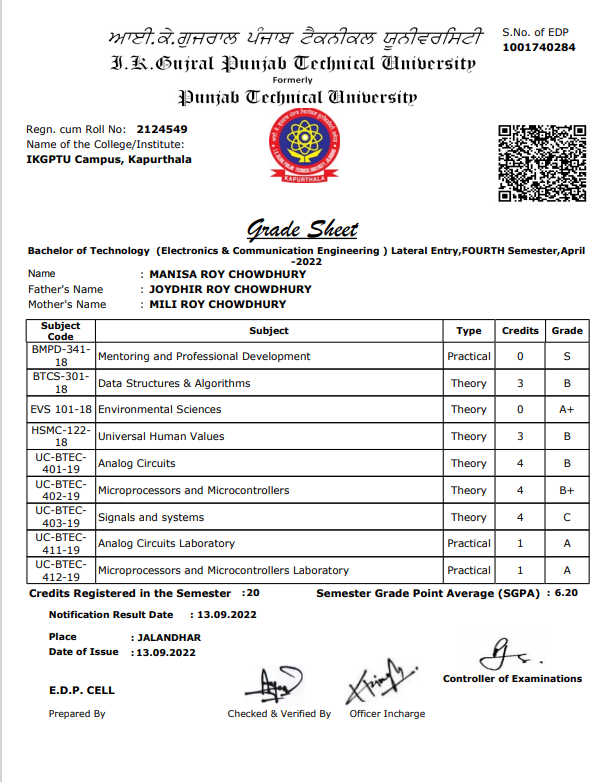 ਆਈ.ਕੇ.ਗੁਜਰਾਲ ਪੰਜਾਬ ਟੈਕਨੀਕਲ ਯੂਨੀਵਰਸਿਟੀ
S.No. of EDP
1001740284
I.K.Gujral Punjab Technical University
Formerly
Punjab Technical University
Regn. cum Roll No: 2124549
Name of the College/Institute:
IKGPTU Campus, Kapurthala
KAPURTHALA
Grade Sheet
Bachelor of Technology (Electronics & Communication Engineering ) Lateral Entry,FOURTH Semester,April
-2022
Name : MANISA ROY CHOWDHURY
Father's Name : JOYDHIR ROY CHOWDHURY
Mother's Name : MILI ROY CHOWDHURY
Subject Code Subject Type Credits Grade
BMPD-341-18 Mentoring and Professional Development Practical 0 S
BTCS-301-18 Data Structures & Algorithms Theory 3 B
EVS 101-18 Environmental Sciences Theory 0 A+
HSMC-122-18 Universal Human Values Theory 3 B
UC-BTEC-401-19 Analog Circuits Theory 4 B
UC-BTEC-402-19 Microprocessors and Microcontrollers Theory 4 B+
UC-BTEC-403-19 Signals and systems Theory 4 C
UC-BTEC-411-19 Analog Circuits Laboratory Practical 1 A
UC-BTEC-412-19 Microprocessors and Microcontrollers Laboratory Practical 1 A
Credits Registered in the Semester :20 Semester Grade Point Average (SGPA) : 6.20
Notification Result Date : 13.09.2022
Place : JALANDHAR
Date of Issue :13.09.2022
Controller of Examinations
E.D.P. CELL
Prepared By Checked & Verified By Officer Incharge